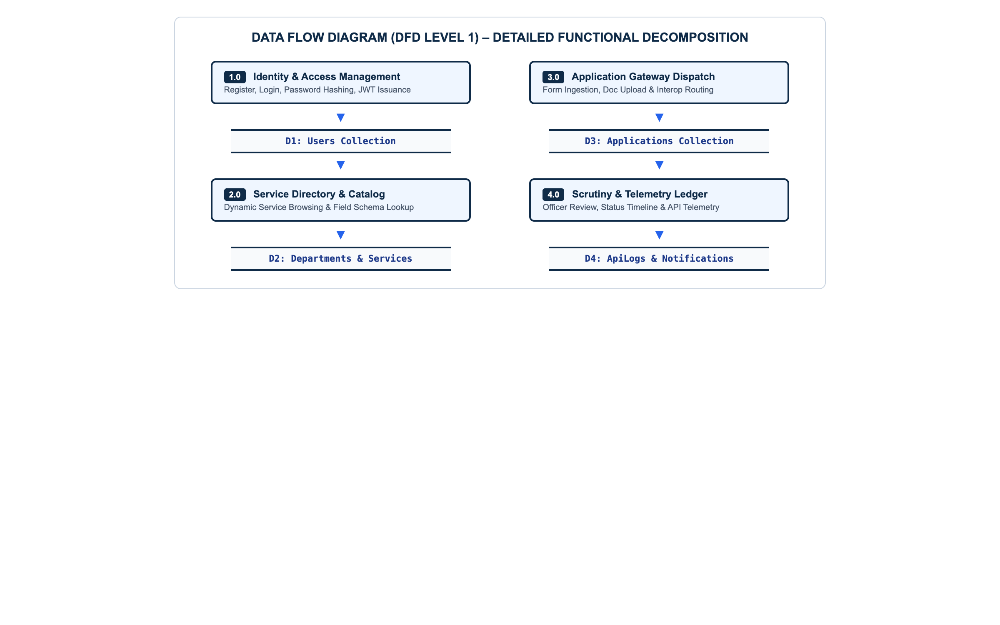 DATA FLOW DIAGRAM (DFD LEVEL 1) – DETAILED FUNCTIONAL DECOMPOSITION
1.0 Identity & Access Management
Register, Login, Password Hashing, JWT Issuance
D1: Users Collection
2.0 Service Directory & Catalog
Dynamic Service Browsing & Field Schema Lookup
D2: Departments & Services
3.0 Application Gateway Dispatch
Form Ingestion, Doc Upload & Interop Routing
D3: Applications Collection
4.0 Scrutiny & Telemetry Ledger
Officer Review, Status Timeline & API Telemetry
D4: ApiLogs & Notifications